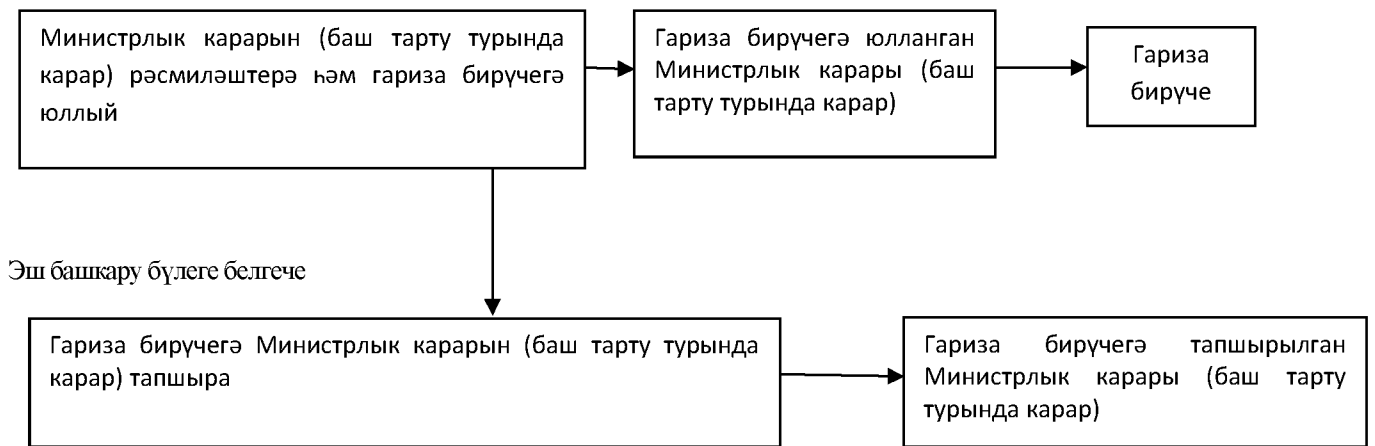 Министрлык карарын (баш тарту турында
карар) рәсмиләштерә һәм гариза бирүчегә
юллый
Гариза бирүчегә юлланган
Министрлык карары (баш
тарту турында карар)
Гариза
бирүче
Эш башкару бүлеге белгече
Гариза бирүчегә Министрлык карарын (баш тарту турында
карар) тапшыра
Гариза бирүчегә тапшырылган
Министрлык карары (баш тарту
турында карар)